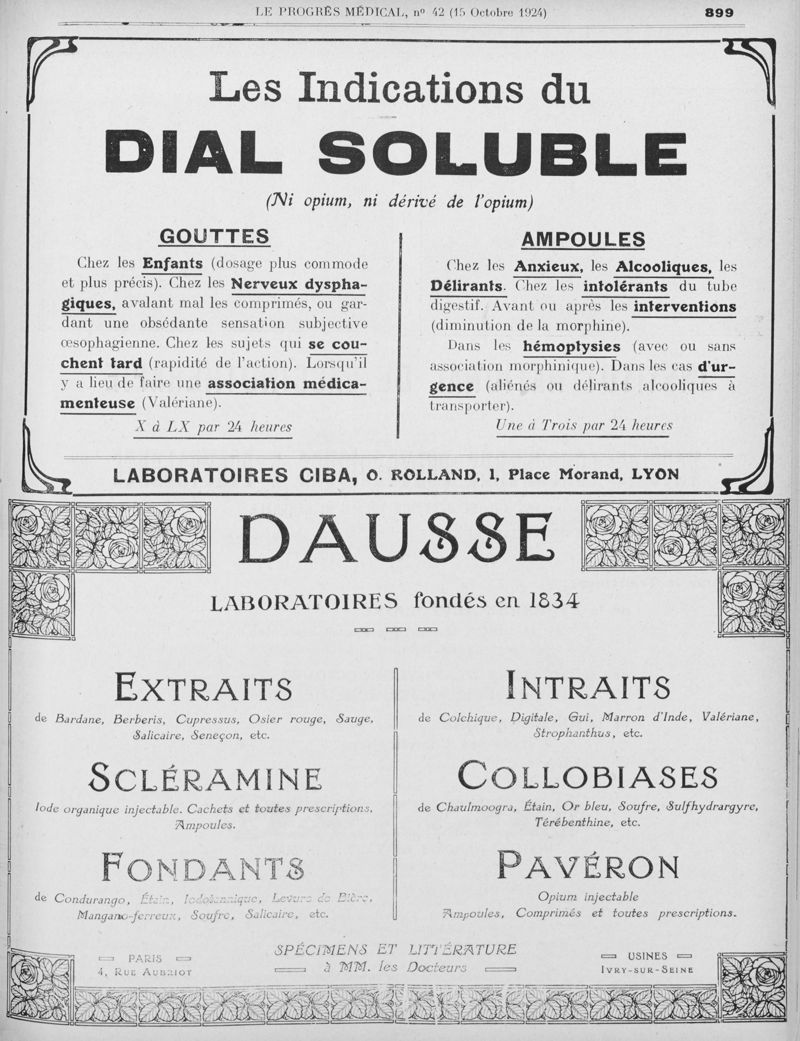 LE PROGRÈS MÉDICAL, nº 42 (15 Octobre 1924)
899
Les Indications du
DIAL SOLUBLE
(Ni opium, ni dérivé de l'opium)
GOUTTES
Chez les Enfants (dosage plus commode
et plus précis). Chez les Nerveux dyspha-
giques, avalant mal les comprimés, ou gar-
dant une obsédante sensation subjective
œsophagienne. Chez les sujets qui se cou-
chent tard (rapidité de l'action). Lorsqu'il
y a lieu de faire une association médica-
menteuse (Valériane).
X à LX par 24 heures
AMPOULES
Chez les Anxieux, les Alcooliques, les
Délirants. Chez les intolérants du tube
digestif. Avant ou après les interventions
(diminution de la morphine).
Dans les hémoptysies (avec ou sans
association morphinique). Dans les cas d'ur-
gence (aliénés ou délirants alcooliques à
transporter).
Une à Trois par 24 heures
LABORATOIRES CIBA, O. ROLLAND, 1, Place Morand, LYON
DAUSSE
LABORATOIRES fondés en 1834
EXTRAITS
de Bardane, Berberis, Cupressus, Osier rouge, Sauge,
Salicaire, Seneçon, etc.
SCLÉRAMINE
Iode organique injectable. Cachets et toutes prescriptions.
Ampoules.
FONDANTS
de Condurango, Étain, Iodotannique, Levure de Bière,
Mangano-ferreux, Soufre, Salicaire, etc.
INTRAITS
de Colchique, Digitale, Gui, Marron d'Inde, Valériane,
Strophanthus, etc.
COLLOBIASES
de Chaulmoogra, Étain, Or bleu, Soufre, Sulfhydrargyre,
Térébenthine, etc.
PAVÉRON
Opium injectable
Ampoules, Comprimés et toutes prescriptions.
PARIS
4, RUE AUBRIOT
SPÉCIMENS ET LITTÉRATURE
à MM. les Docteurs
USINES
IVRY-SUR-SEINE